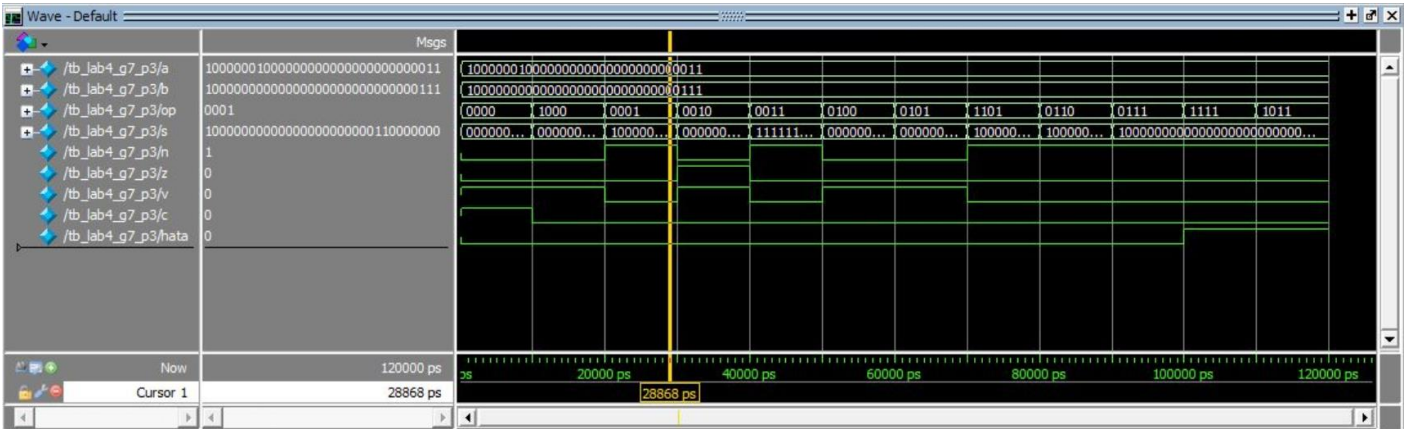 Wave - Default
Msgs
/tb_lab4_g7_p3/a 10000001000000000000000000000011 10000001000000000000000000000011
/tb_lab4_g7_p3/b 10000000000000000000000000000111 10000000000000000000000000000111
/tb_lab4_g7_p3/op 0001 0000 1000 0001 0010 0011 0100 0101 1101 0110 0111 1111 1011
/tb_lab4_g7_p3/s 10000000000000000000000110000000 000000... 000000... 100000... 000000... 111111... 000000... 000000... 100000... 100000... 1000000000000000000000000...
/tb_lab4_g7_p3/n 1
/tb_lab4_g7_p3/z 0
/tb_lab4_g7_p3/v 0
/tb_lab4_g7_p3/c 0
/tb_lab4_g7_p3/hata 0
Now 120000 ps ps 20000 ps 40000 ps 60000 ps 80000 ps 100000 ps 120000 ps
Cursor 1 28868 ps 28868 ps